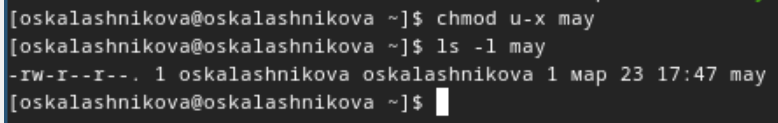 [oskalashnikova@oskalashnikova ~]$ chmod u-x may
[oskalashnikova@oskalashnikova ~]$ ls -l may
-rw-r--r--. 1 oskalashnikova oskalashnikova 1 мар 23 17:47 may
[oskalashnikova@oskalashnikova ~]$